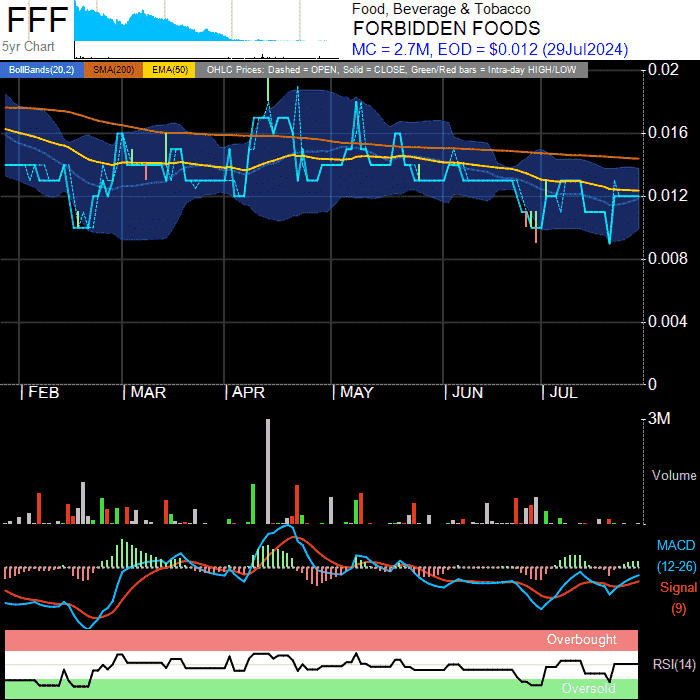 FFF
5yr Chart
Food, Beverage & Tobacco
FORBIDDEN FOODS
MC = 2.7M, EOD = $0.012 (29Jul2024)
BollBands(20,2) SMA(200) EMA(50) OHLC Prices: Dashed = OPEN, Solid = CLOSE, Green/Red bars = Intra-day HIGH/LOW
0.02
0.016
0.012
0.008
0.004
0
FEB MAR APR MAY JUN JUL
3M
Volume
MACD
(12-26)
Signal
(9)
Overbought
RSI(14)
Oversold